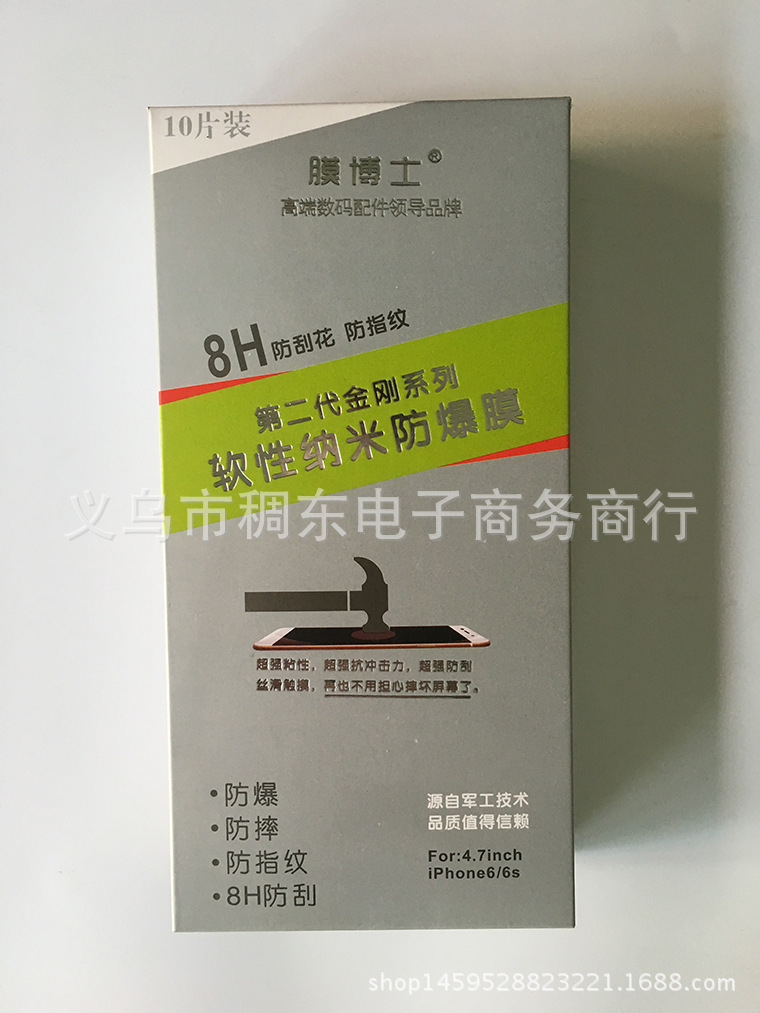 10片装
膜博士®
高端数码配件领导品牌
8H防刮花 防指纹
第二代金刚系列
软性纳米防爆膜
义乌市稠东电子商务商行
超强粘性，超强抗冲击力，超强防刮
丝滑触摸，再也不用担心摔坏屏幕了。
·防爆
·防摔
·防指纹
·8H防刮
源自军工技术
品质值得信赖
For:4.7inch
iPhone6/6s
shop1459528823221.1688.com